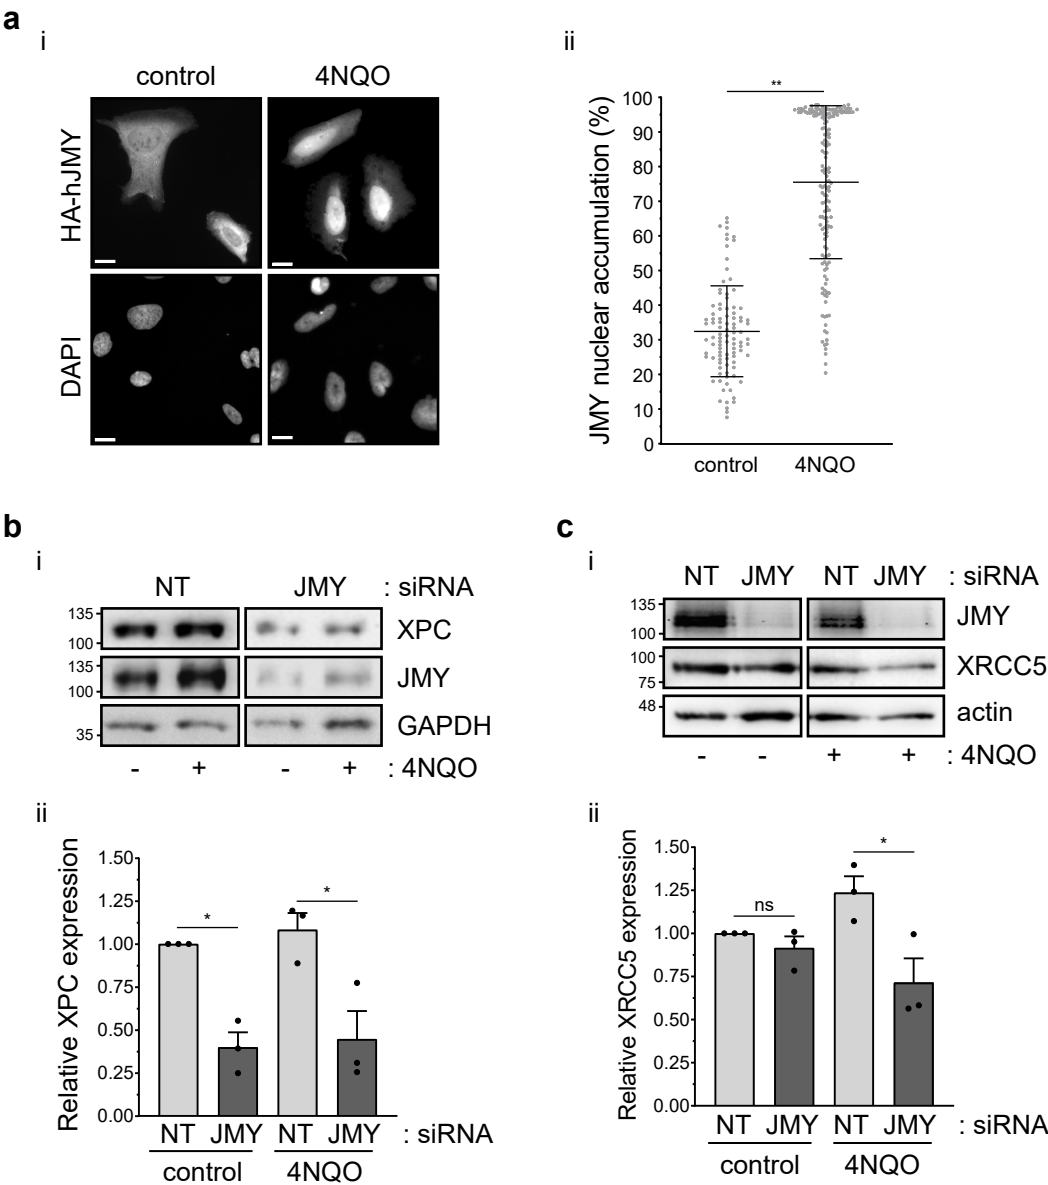 a
i
control 4NQO
HA-hJMY
DAPI
ii
**
JMY nuclear accumulation (%)
100
90
80
70
60
50
40
30
20
10
0
control 4NQO
b
i
NT JMY : siRNA
135
100
XPC
135
100
JMY
35
GAPDH
- + - + : 4NQO
ii
Relative XPC expression
1.50
1.25
1.00
0.75
0.50
0.25
0.00
*
*
NT JMY NT JMY : siRNA
control 4NQO
c
i
NT JMY NT JMY : siRNA
135
100
JMY
100
75
XRCC5
48
actin
- - + + : 4NQO
ii
Relative XRCC5 expression
1.50
1.25
1.00
0.75
0.50
0.25
0.00
ns
*
NT JMY NT JMY : siRNA
control 4NQO